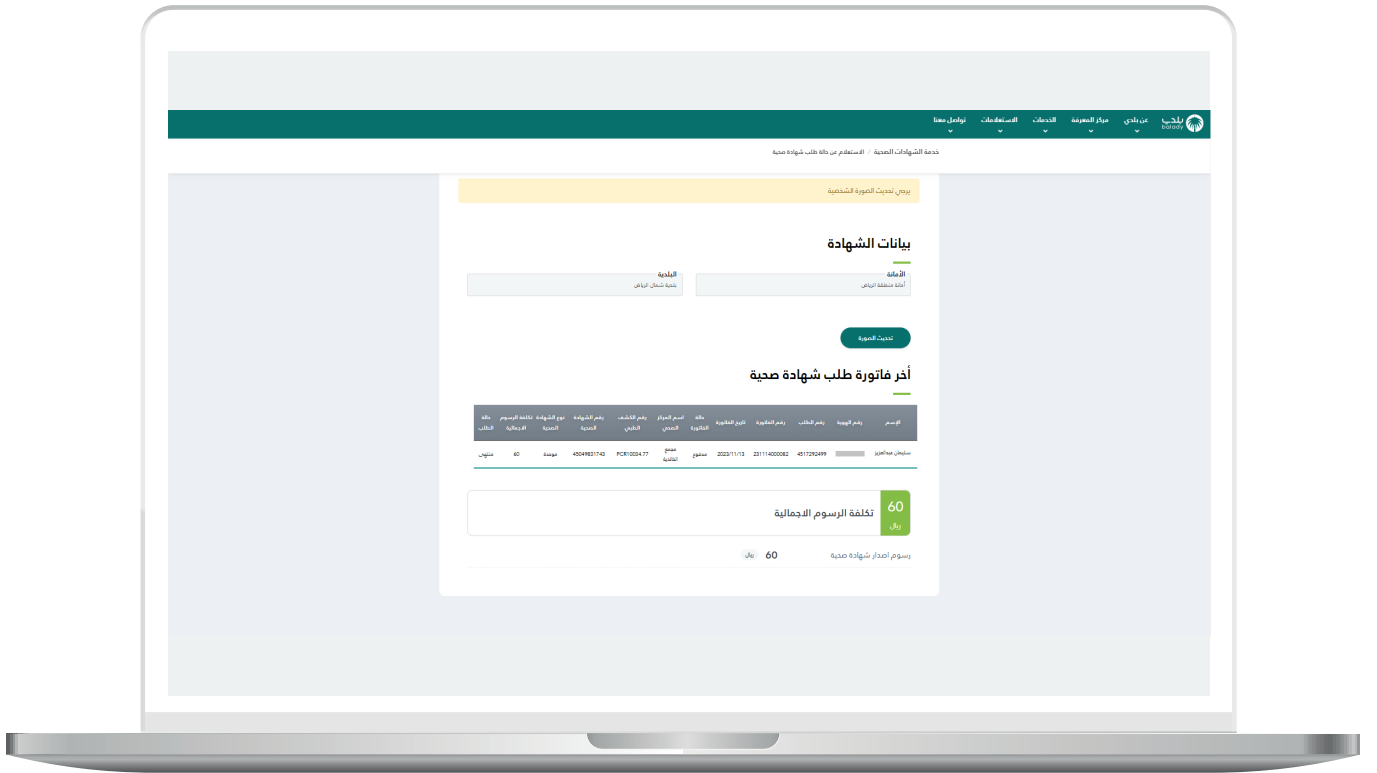 بلدي balady
عن بلدي
مركز المعرفة
الخدمات
الاستعلامات
تواصل معنا
خدمة الشهادات الصحية / الاستعلام عن حالة طلب شهادة صحية
يرجى تحديث الصورة الشخصية
بيانات الشهادة
الأمانة
أمانة منطقة الرياض
البلدية
بلدية شمال الرياض
تحديث الصورة
أخر فاتورة طلب شهادة صحية
الإسم رقم الهوية رقم الطلب رقم الفاتورة تاريخ الفاتورة حالة الفاتورة اسم المركز الصحي رقم الكشف الطبي رقم الشهادة الصحية نوع الشهادة الصحية تكلفة الرسوم الاجمالية حالة الطلب
سليمان عبدالعزيز 4517292499 231114000082 2023/11/13 مدفوع مجمع الخالدية PCR10034.77 45049831743 موحدة 60 منتهى
60 ريال
تكلفة الرسوم الاجمالية
رسوم اصدار شهادة صحية 60 ريال